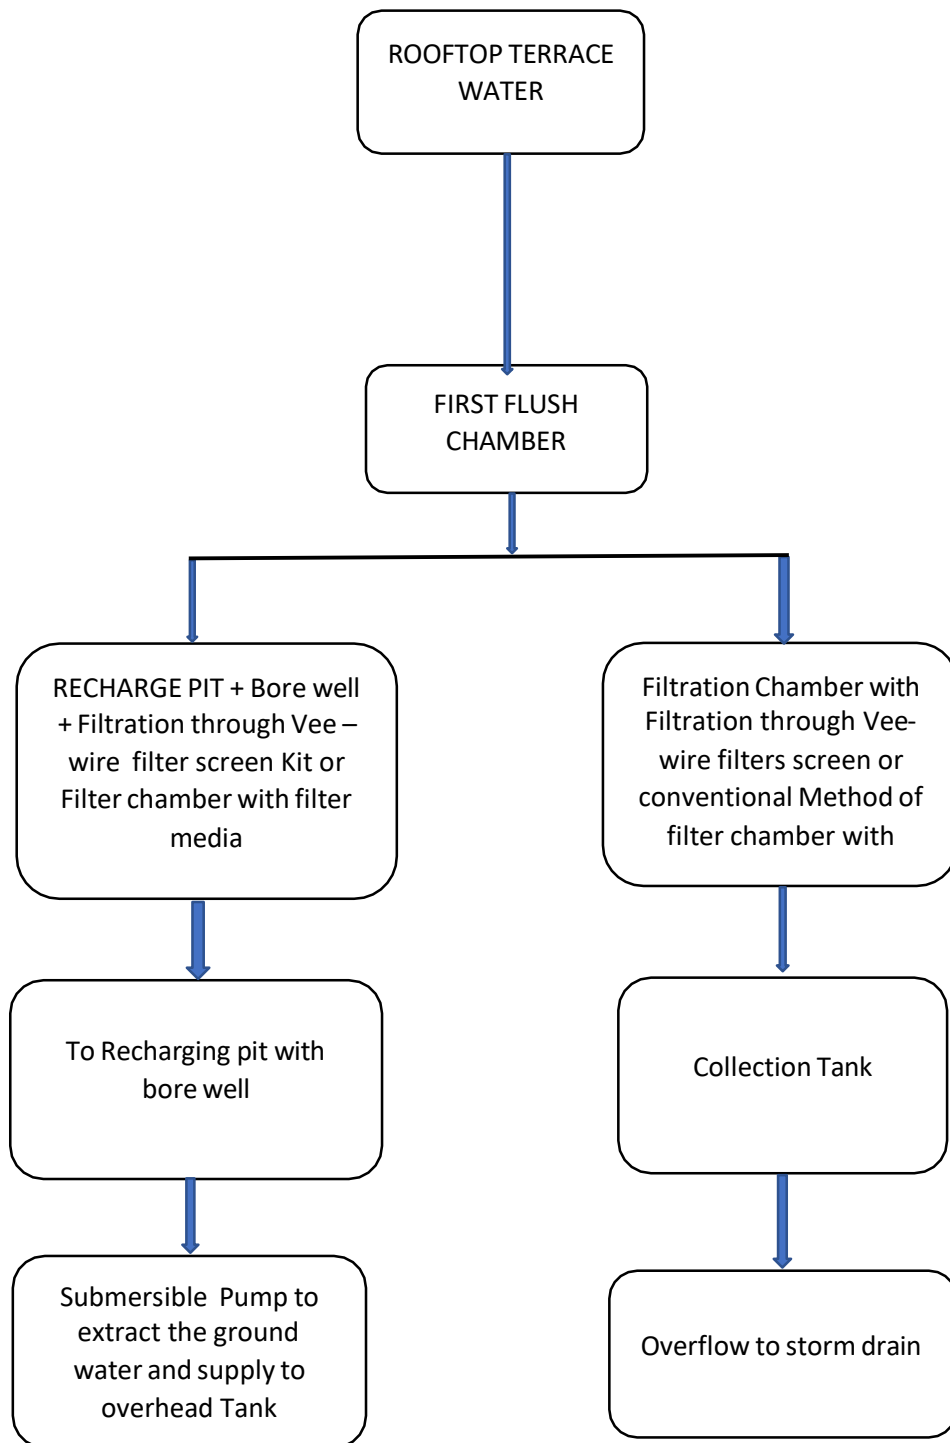 ROOFTOP TERRACE
WATER
FIRST FLUSH
CHAMBER
RECHARGE PIT + Bore well
+ Filtration through Vee –
wire filter screen Kit or
Filter chamber with filter
media
Filtration Chamber with
Filtration through Vee-
wire filters screen or
conventional Method of
filter chamber with
To Recharging pit with
bore well
Collection Tank
Submersible Pump to
extract the ground
water and supply to
overhead Tank
Overflow to storm drain